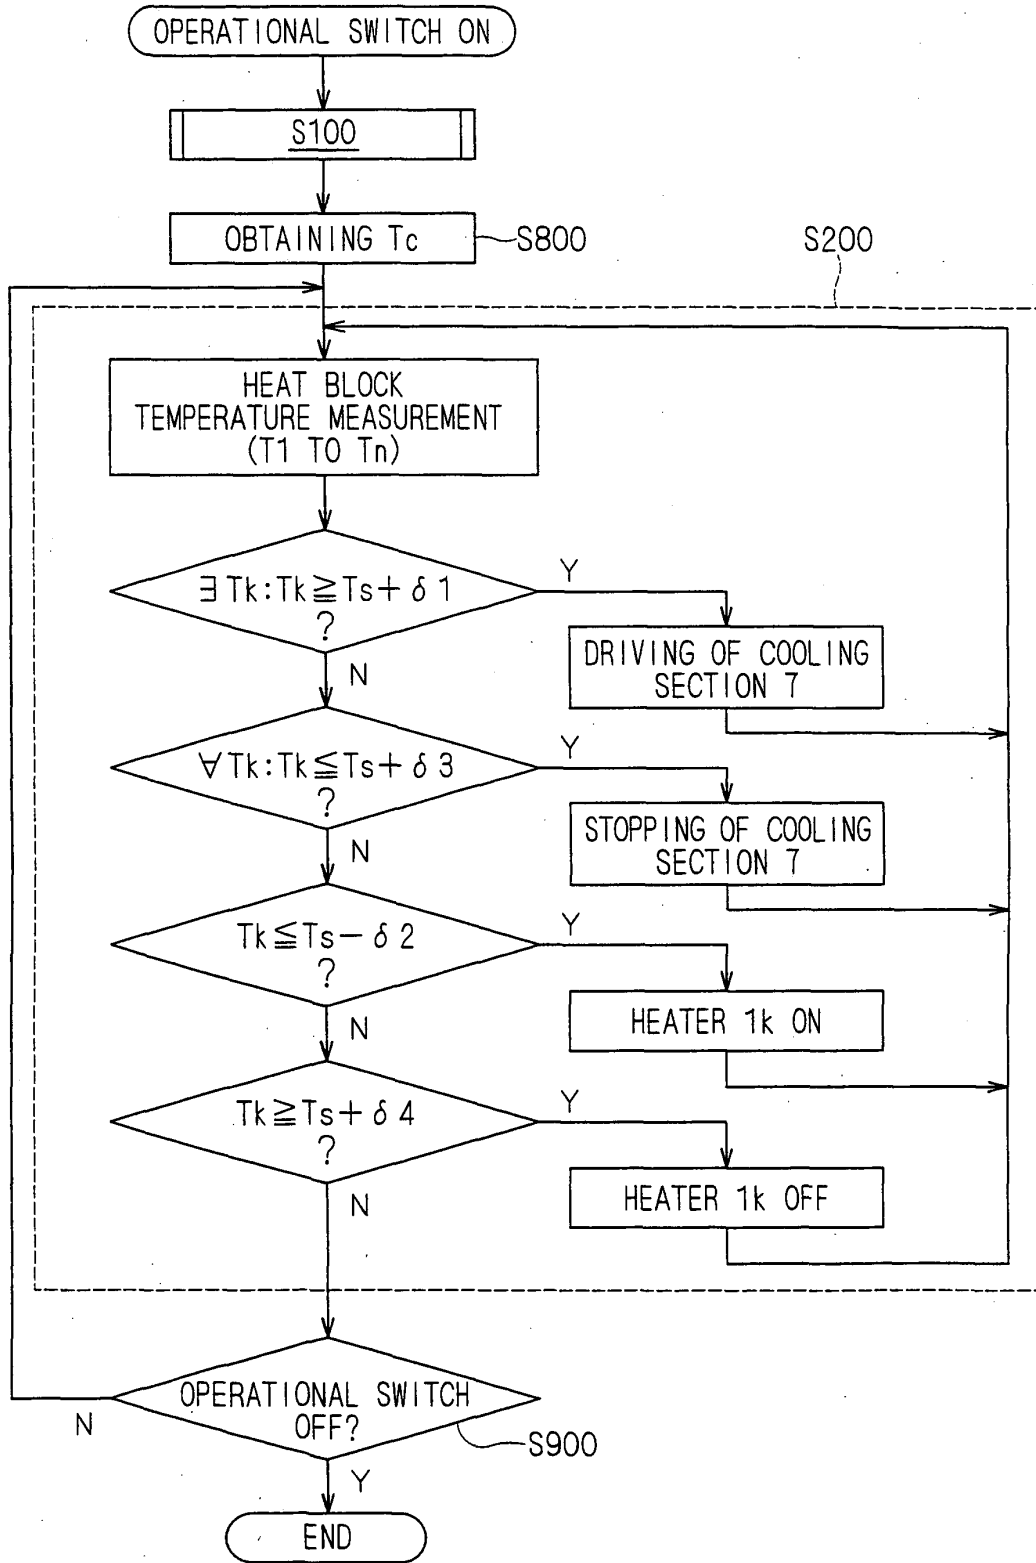 OPERATIONAL SWITCH ON
S100
OBTAINING Tc
S800
S200
HEAT BLOCK
TEMPERATURE MEASUREMENT
(T1 TO Tn)
∃Tk:Tk≧Ts+δ1
?
Y
N
DRIVING OF COOLING
SECTION 7
∀Tk:Tk≦Ts+δ3
?
Y
N
STOPPING OF COOLING
SECTION 7
Tk≦Ts−δ2
?
Y
N
HEATER 1k ON
Tk≧Ts+δ4
?
Y
N
HEATER 1k OFF
OPERATIONAL SWITCH
OFF?
N
S900
Y
END